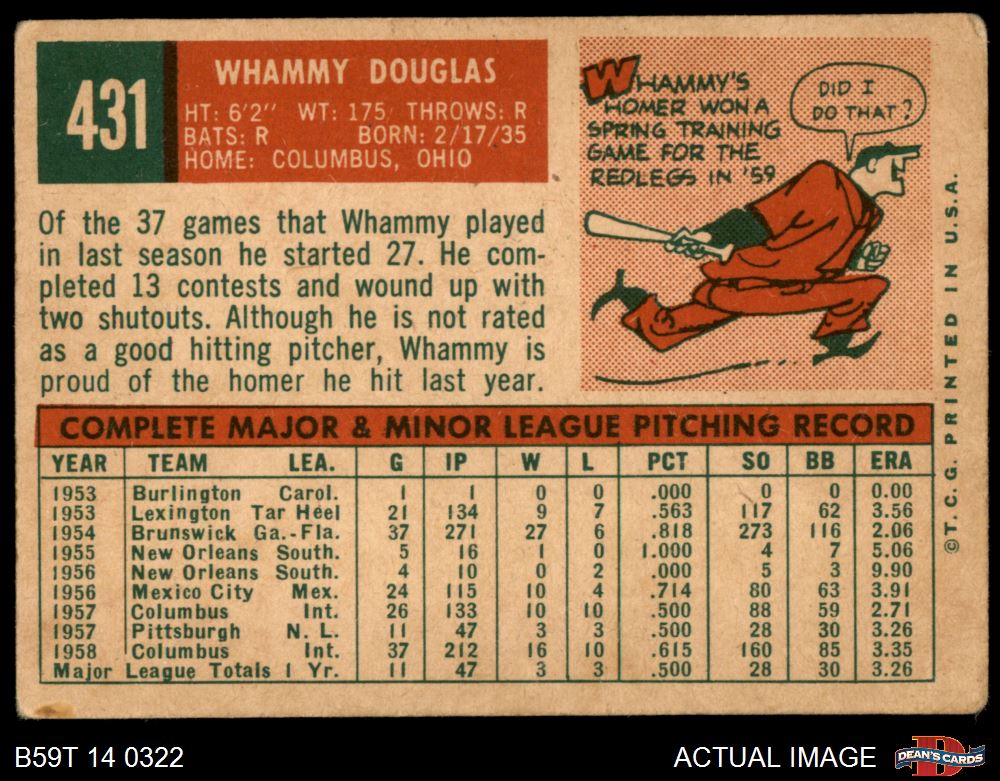 431
WHAMMY DOUGLAS
HT: 6'2" WT: 175 THROWS: R
BATS: R BORN: 2/17/35
HOME: COLUMBUS, OHIO
WHAMMY'S
HOMER WON A
SPRING TRAINING
GAME FOR THE
REDLEGS IN '59
DID I
DO THAT?
Of the 37 games that Whammy played
in last season he started 27. He com-
pleted 13 contests and wound up with
two shutouts. Although he is not rated
as a good hitting pitcher, Whammy is
proud of the homer he hit last year.
COMPLETE MAJOR & MINOR LEAGUE PITCHING RECORD
YEAR TEAM LEA. G IP W L PCT SO BB ERA
1953 Burlington Carol. 1 1 0 0 .000 0 0 0.00
1953 Lexington Tar Heel 21 134 9 7 .563 117 62 3.56
1954 Brunswick Ga.-Fla. 37 271 27 6 .818 273 116 2.06
1955 New Orleans South. 5 16 1 0 1.000 4 7 5.06
1956 New Orleans South. 4 10 0 2 .000 5 3 9.90
1956 Mexico City Mex. 24 115 10 4 .714 80 63 3.91
1957 Columbus Int. 26 133 10 10 .500 88 59 2.71
1957 Pittsburgh N. L. 11 47 3 3 .500 28 30 3.26
1958 Columbus Int. 37 212 16 10 .615 160 85 3.35
Major League Totals 1 Yr. 11 47 3 3 .500 28 30 3.26
©T.C.G. PRINTED IN U.S.A.
B59T 14 0322
ACTUAL IMAGE
D
DEAN'S CARDS